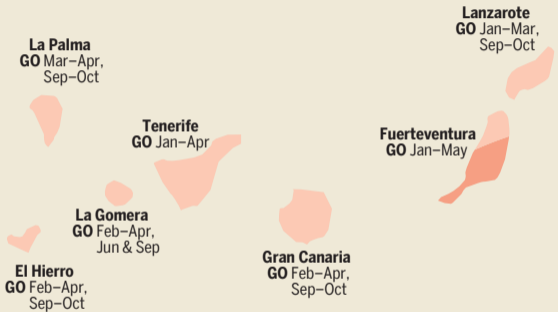 Lanzarote
GO Jan–Mar,
Sep–Oct
La Palma
GO Mar–Apr,
Sep–Oct
Tenerife
GO Jan–Apr
Fuerteventura
GO Jan–May
La Gomera
GO Feb–Apr,
Jun & Sep
Gran Canaria
GO Feb–Apr,
Sep–Oct
El Hierro
GO Feb–Apr,
Sep–Oct